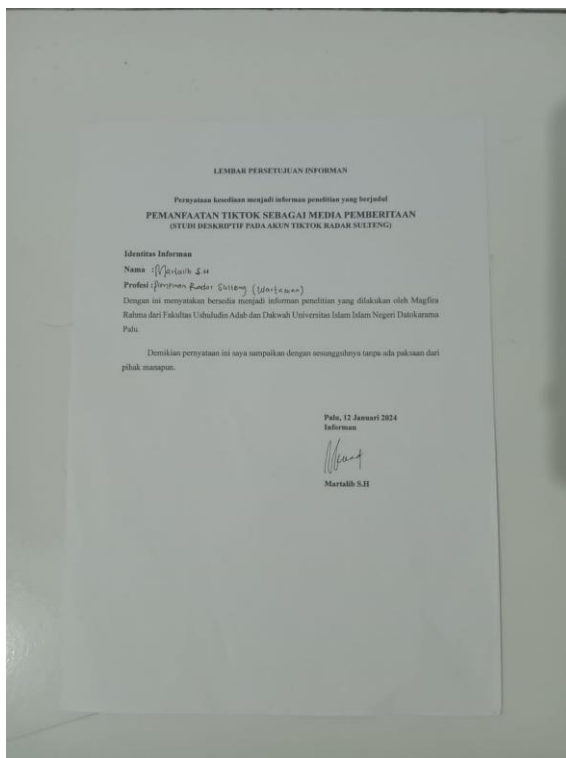 LEMBAR PERSETUJUAN INFORMAN
Pernyataan kesediaan menjadi informan penelitian yang berjudul
PEMANFAATAN TIKTOK SEBAGAI MEDIA PEMBERITAAN
(STUDI DESKRIPTIF PADA AKUN TIKTOK RADAR SULTENG)
Identitas Informan
Nama : Martalib S.H
Profesi : Pimpinan Radar Sulteng (Wartawan)
Dengan ini menyatakan bersedia menjadi informan penelitian yang dilakukan oleh Magfira
Rahma dari Fakultas Ushuludin Adab dan Dakwah Universitas Islam Islam Negeri Datokarama
Palu.
Demikian pernyataan ini saya sampaikan dengan sesungguhnya tanpa ada paksaan dari
pihak manapun.
Palu, 12 Januari 2024
Informan
Martalib S.H